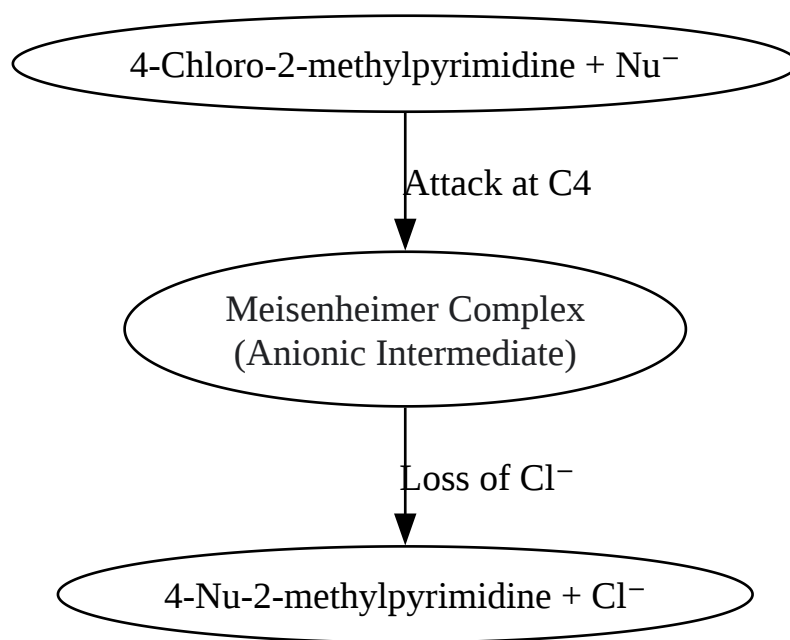 4-Chloro-2-methylpyrimidine + Nu⁻
Attack at C4
Meisenheimer Complex
(Anionic Intermediate)
Loss of Cl⁻
4-Nu-2-methylpyrimidine + Cl⁻